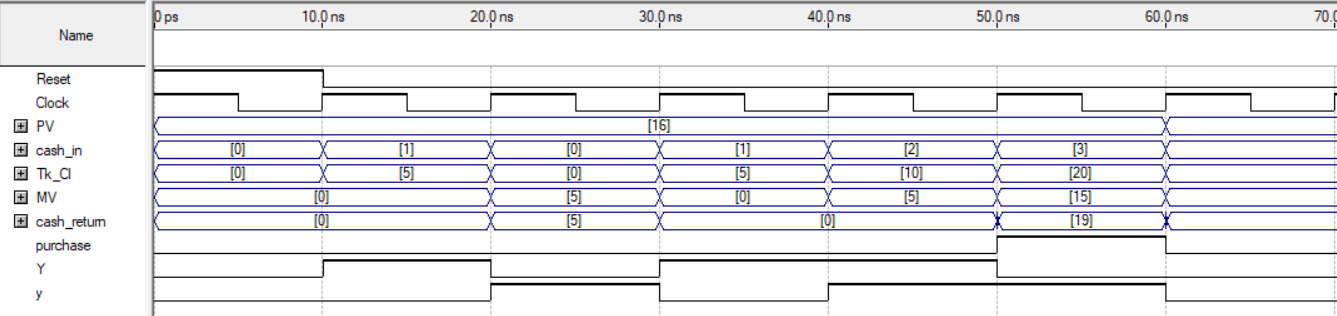 Name 0 ps 10.0 ns 20.0 ns 30.0 ns 40.0 ns 50.0 ns 60.0 ns 70.0
Reset
Clock
PV [16]
cash_in [0] [1] [0] [1] [2] [3]
Tk_CI [0] [5] [0] [5] [10] [20]
MV [0] [5] [0] [5] [15]
cash_return [0] [5] [0] [19]
purchase
Y
y